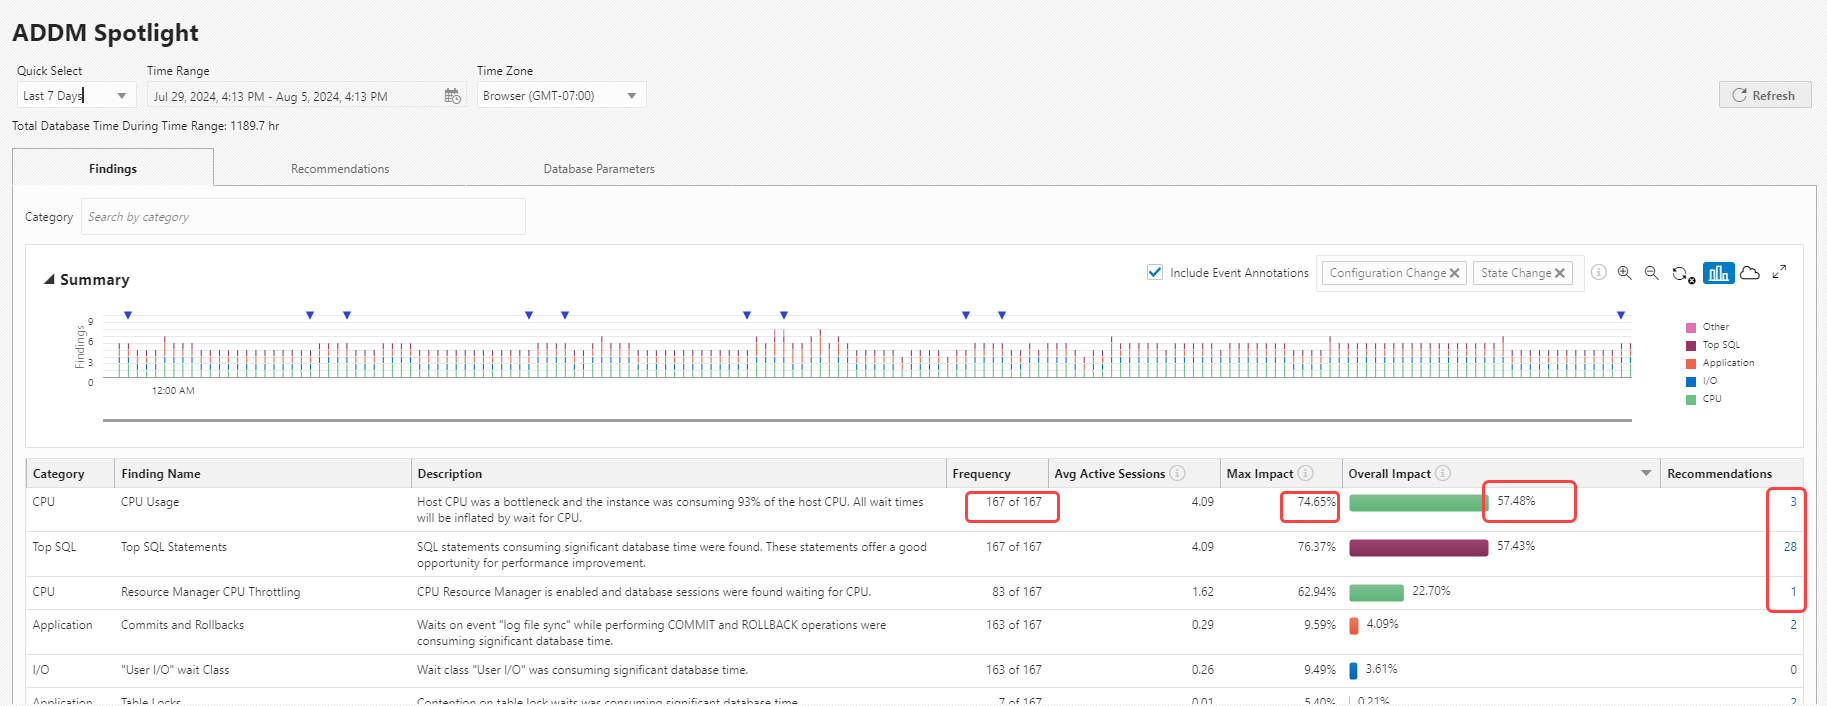 ADDM Spotlight
Quick Select
Time Range
Time Zone
Last 7 Days
Jul 29, 2024, 4:13 PM - Aug 5, 2024, 4:13 PM
Browser (GMT-07:00)
Refresh
Total Database Time During Time Range: 1189.7 hr
Findings
Recommendations
Database Parameters
Category
Search by category
Summary
Include Event Annotations
Configuration Change
State Change
Findings
9
6
3
0
12:00 AM
Other
Top SQL
Application
I/O
CPU
Category Finding Name Description Frequency Avg Active Sessions Max Impact Overall Impact Recommendations
CPU CPU Usage Host CPU was a bottleneck and the instance was consuming 93% of the host CPU. All wait times 167 of 167 4.09 74.65% 57.48% 3
will be inflated by wait for CPU.
Top SQL Top SQL Statements SQL statements consuming significant database time were found. These statements offer a good 167 of 167 4.09 76.37% 57.43% 28
opportunity for performance improvement.
CPU Resource Manager CPU Throttling CPU Resource Manager is enabled and database sessions were found waiting for CPU. 83 of 167 1.62 62.94% 22.70% 1
Application Commits and Rollbacks Waits on event "log file sync" while performing COMMIT and ROLLBACK operations were 163 of 167 0.29 9.59% 4.09% 2
consuming significant database time.
I/O "User I/O" wait Class Wait class "User I/O" was consuming significant database time. 163 of 167 0.26 9.49% 3.61% 0
Application Table Locks Contention on table lock waits was consuming significant database time. 7 of 167 0.01 5.40% 0.21% 2